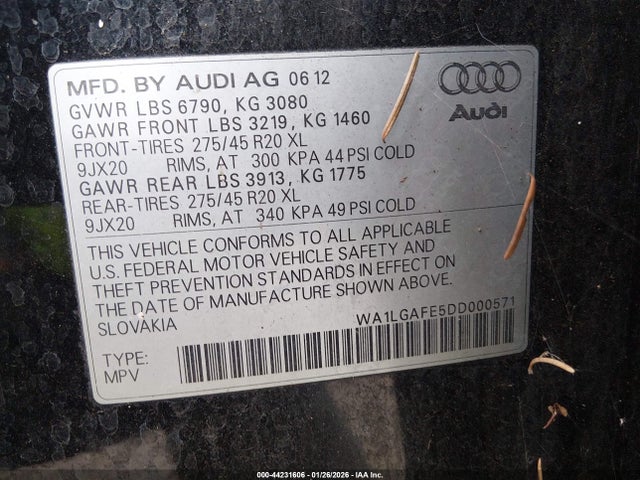 MFD. BY AUDI AG 06 12
GVWR LBS 6790, KG 3080
GAWR FRONT LBS 3219, KG 1460
FRONT-TIRES 275/45 R20 XL
9JX20 RIMS, AT 300 KPA 44 PSI COLD
GAWR REAR LBS 3913, KG 1775
REAR-TIRES 275/45 R20 XL
9JX20 RIMS, AT 340 KPA 49 PSI COLD
Audi
THIS VEHICLE CONFORMS TO ALL APPLICABLE
U.S. FEDERAL MOTOR VEHICLE SAFETY AND
THEFT PREVENTION STANDARDS IN EFFECT ON
THE DATE OF MANUFACTURE SHOWN ABOVE.
SLOVAKIA
WA1LGAFE5DD000571
TYPE:
MPV
000-44231606 - 01/26/2026 - IAA Inc.